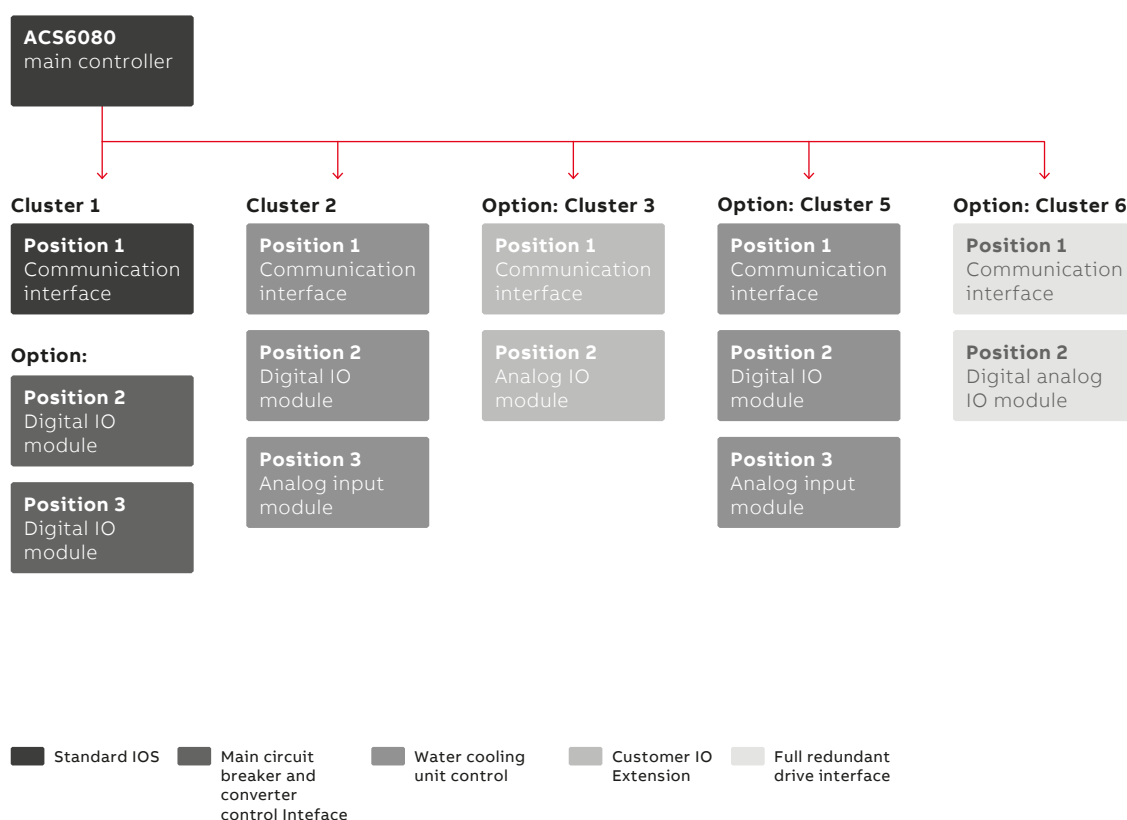 ACS6080
main controller
Cluster 1
Position 1
Communication
interface
Option:
Position 2
Digital IO
module
Position 3
Digital IO
module
Cluster 2
Position 1
Communication
interface
Position 2
Digital IO
module
Position 3
Analog input
module
Option: Cluster 3
Position 1
Communication
interface
Position 2
Analog IO
module
Option: Cluster 5
Position 1
Communication
interface
Position 2
Digital IO
module
Position 3
Analog input
module
Option: Cluster 6
Position 1
Communication
interface
Position 2
Digital analog
IO module
Standard IOS
Main circuit
breaker and
converter
control Inteface
Water cooling
unit control
Customer IO
Extension
Full redundant
drive interface